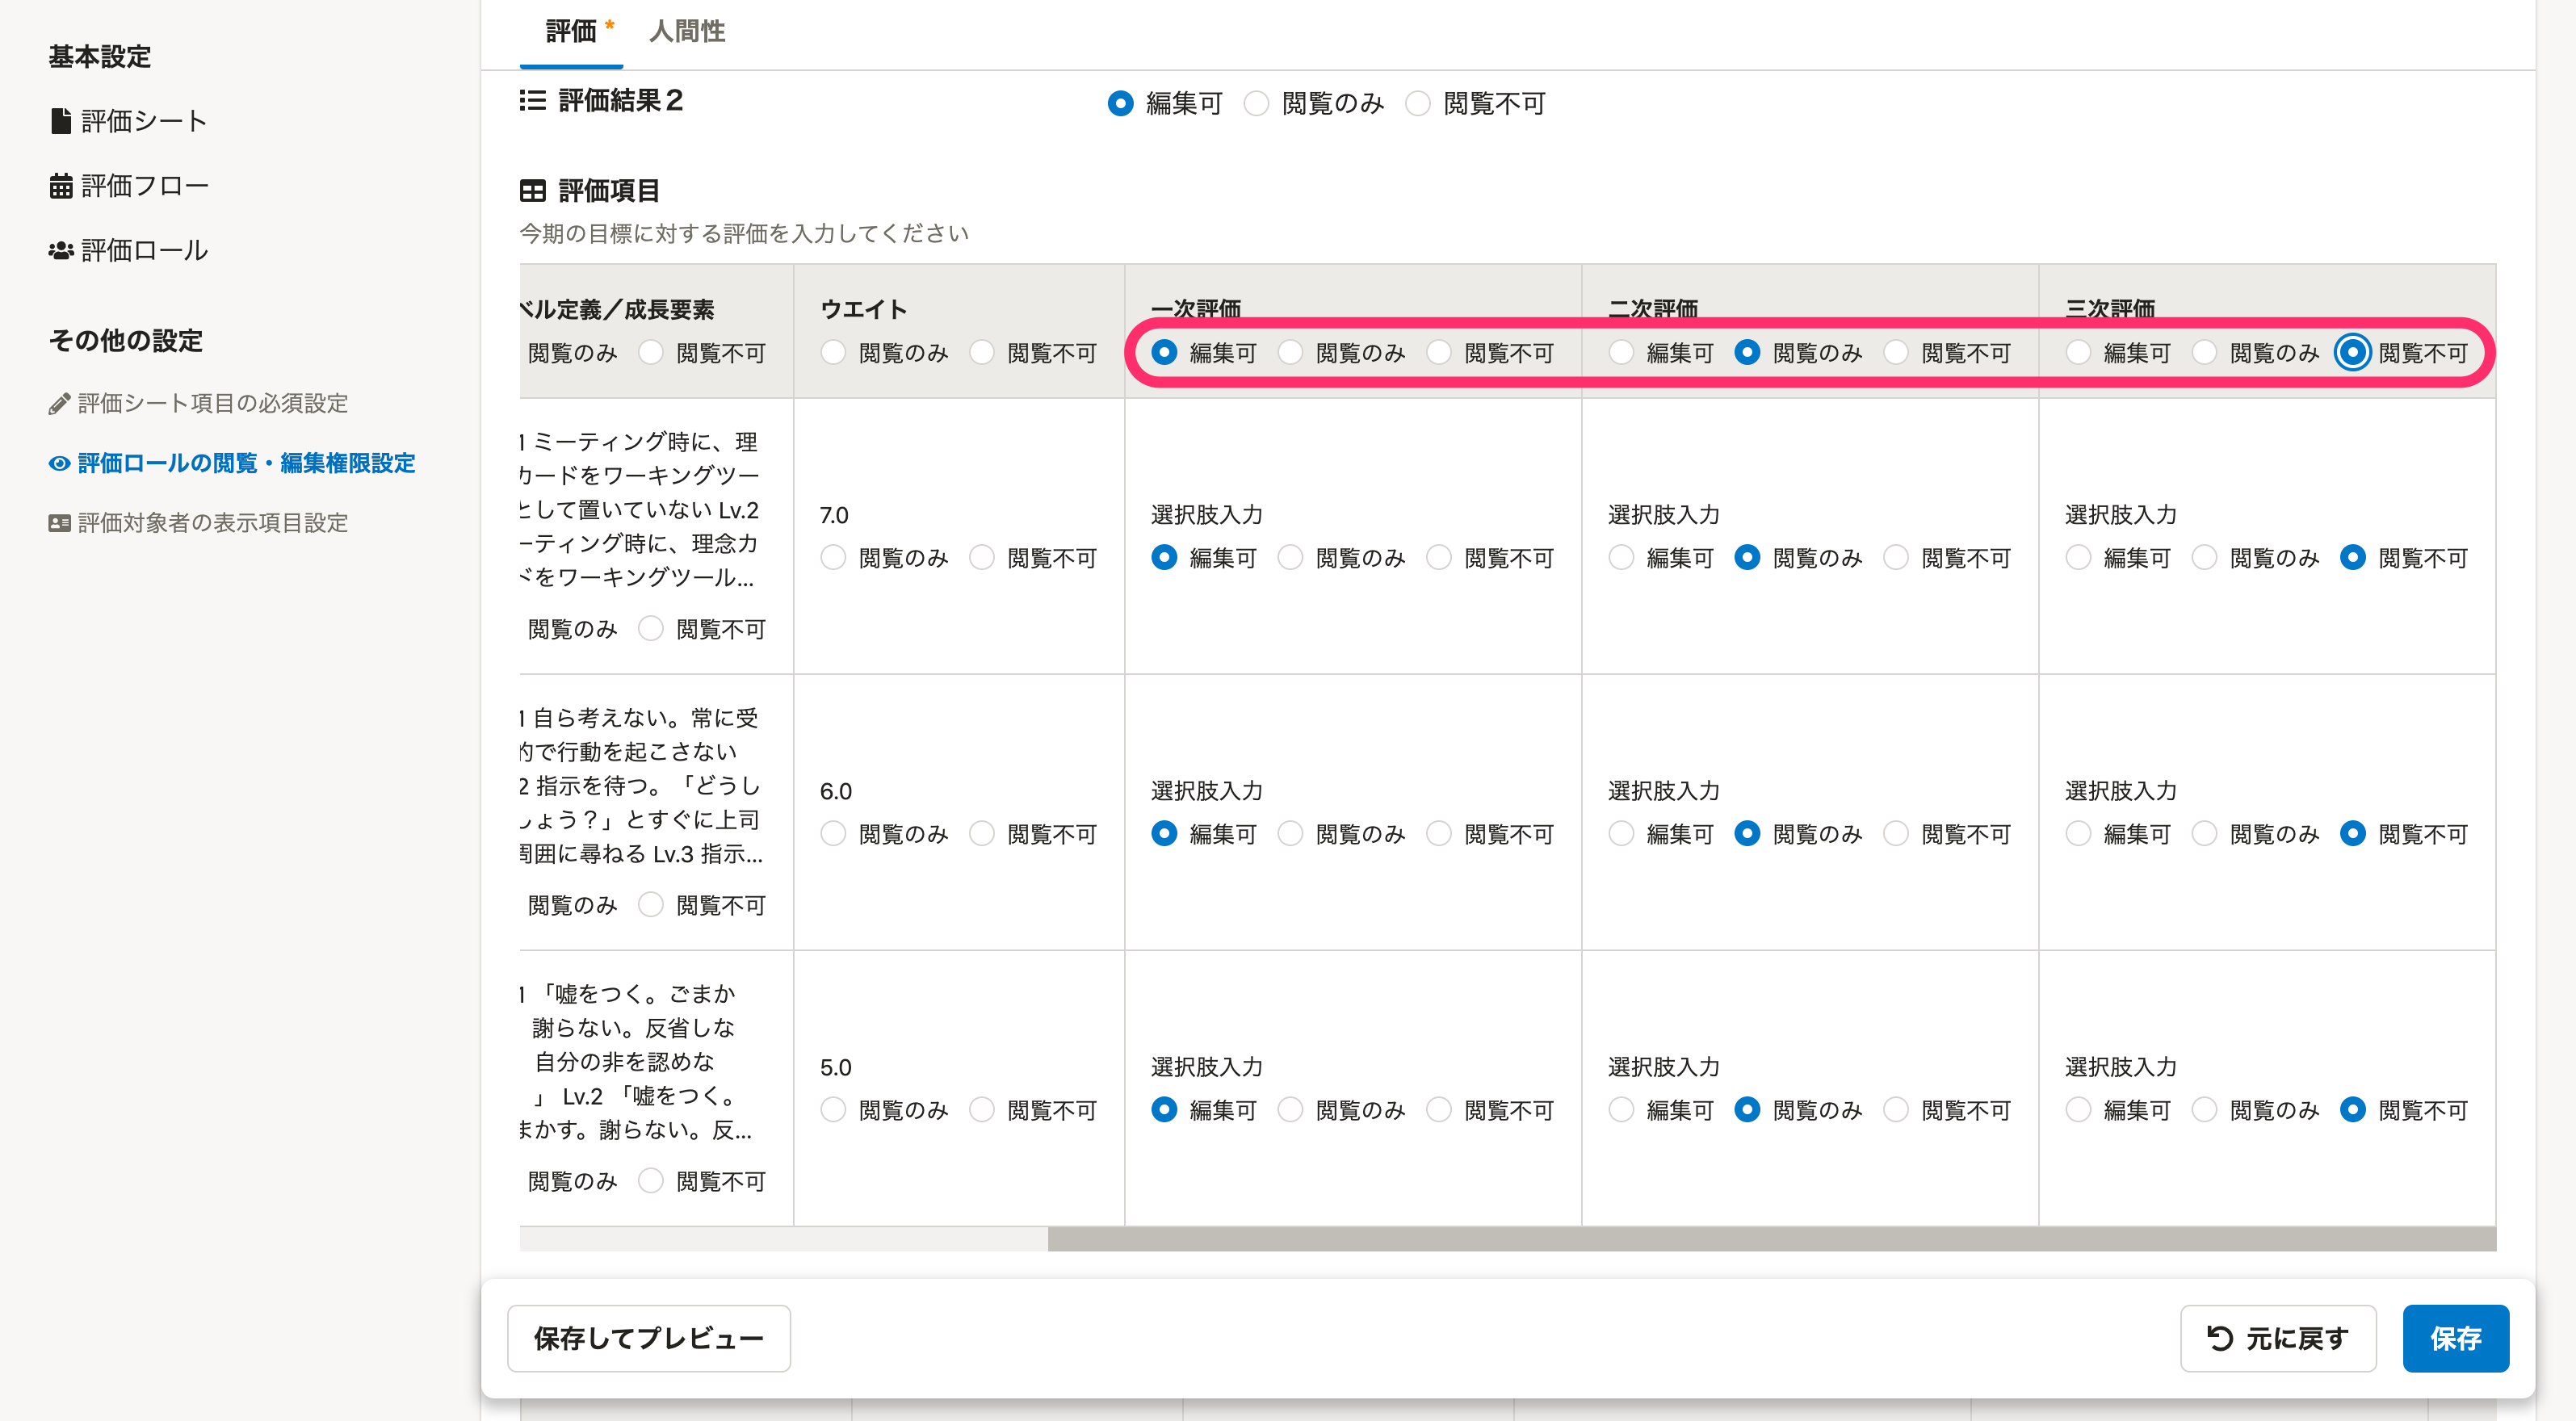 基本設定
評価シート
評価フロー
評価ロール
その他の設定
評価シート項目の必須設定
評価ロールの閲覧・編集権限設定
評価対象者の表示項目設定
評価 * 人間性
評価結果２ 編集可 閲覧のみ 閲覧不可
評価項目
今期の目標に対する評価を入力してください
ベル定義／成長要素 ウエイト 一次評価 二次評価 三次評価
閲覧のみ 閲覧不可 閲覧のみ 閲覧不可 編集可 閲覧のみ 閲覧不可 編集可 閲覧のみ 閲覧不可 編集可 閲覧のみ 閲覧不可
1 ミーティング時に、理
カードをワーキングツー
として置いていない Lv.2
ーティング時に、理念カ
ドをワーキングツール...
閲覧のみ 閲覧不可
7.0
閲覧のみ 閲覧不可
選択肢入力
編集可 閲覧のみ 閲覧不可
選択肢入力
編集可 閲覧のみ 閲覧不可
選択肢入力
編集可 閲覧のみ 閲覧不可
1 自ら考えない。常に受
的で行動を起こさない
2 指示を待つ。「どうし
しょう？」とすぐに上司
周囲に尋ねる Lv.3 指示...
閲覧のみ 閲覧不可
6.0
閲覧のみ 閲覧不可
選択肢入力
編集可 閲覧のみ 閲覧不可
選択肢入力
編集可 閲覧のみ 閲覧不可
選択肢入力
編集可 閲覧のみ 閲覧不可
1 「嘘をつく。ごまか
謝らない。反省しな
自分の非を認めな
」 Lv.2 「嘘をつく。
まかす。謝らない。反...
閲覧のみ 閲覧不可
5.0
閲覧のみ 閲覧不可
選択肢入力
編集可 閲覧のみ 閲覧不可
選択肢入力
編集可 閲覧のみ 閲覧不可
選択肢入力
編集可 閲覧のみ 閲覧不可
保存してプレビュー 元に戻す 保存